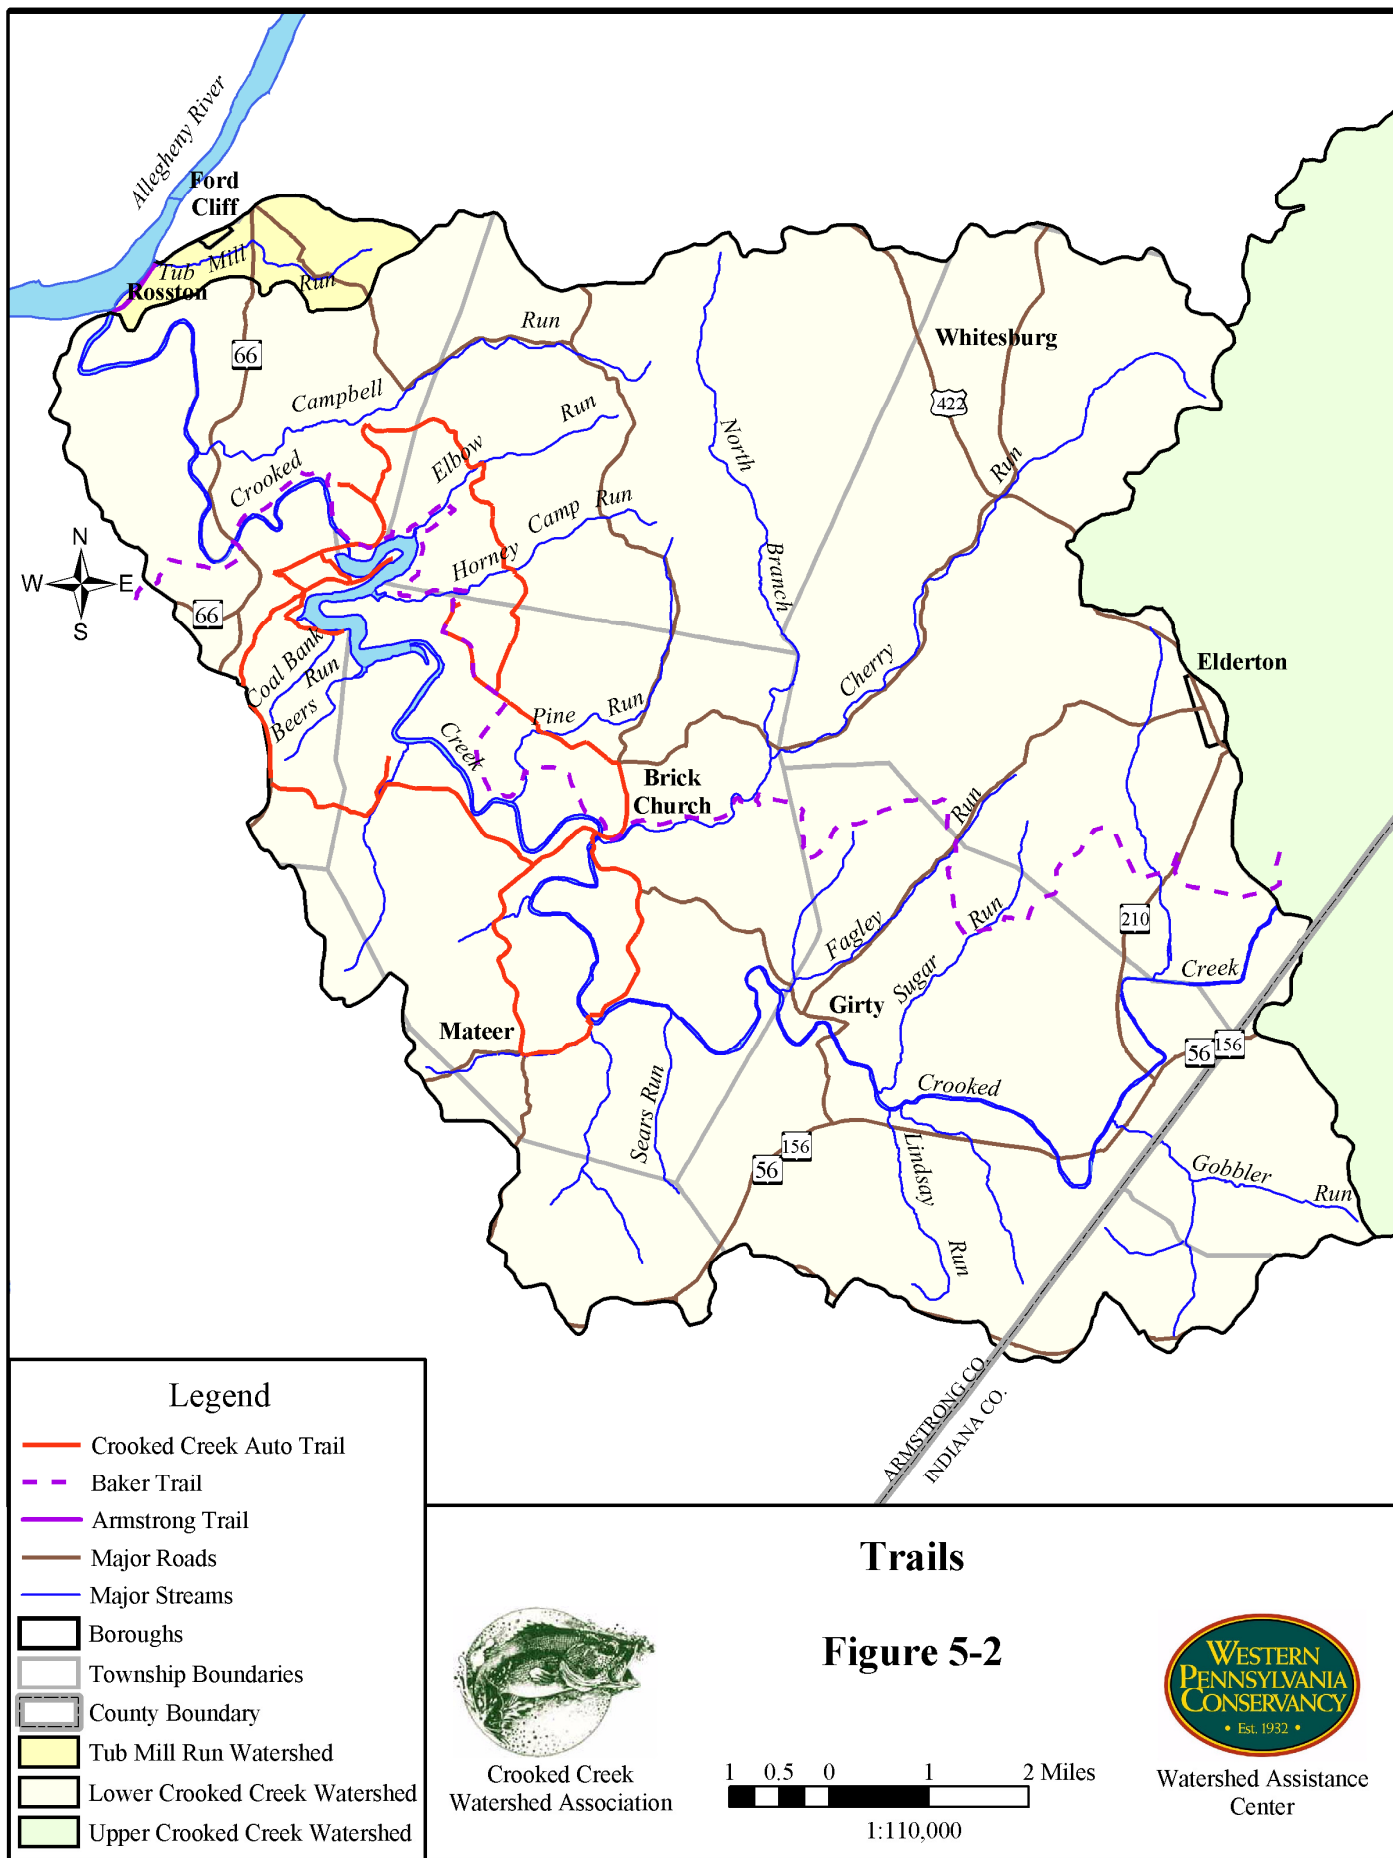 Allegheny River
Ford
Cliff
Tub Mill Run
Rosston
66
Campbell Run
Whitesburg
422
Elbow Run
North Branch
Crooked
Run
Horney Camp Run
N
W E
S
66
Coal Bank Run
Beers
Cherry
Elderton
Pine Run
Creek
Brick
Church
Run
Fagley
Run
Sugar
210
Creek
Girty
Mateer
56 156
Crooked
Sears Run
156
56
Lindsay Run
Gobbler Run
ARMSTRONG CO.
INDIANA CO.
Legend
Crooked Creek Auto Trail
Baker Trail
Armstrong Trail
Major Roads
Major Streams
Boroughs
Township Boundaries
County Boundary
Tub Mill Run Watershed
Lower Crooked Creek Watershed
Upper Crooked Creek Watershed
Trails
Figure 5-2
Crooked Creek
Watershed Association
1 0.5 0 1 2 Miles
1:110,000
WESTERN
PENNSYLVANIA
CONSERVANCY
• Est. 1932 •
Watershed Assistance
Center